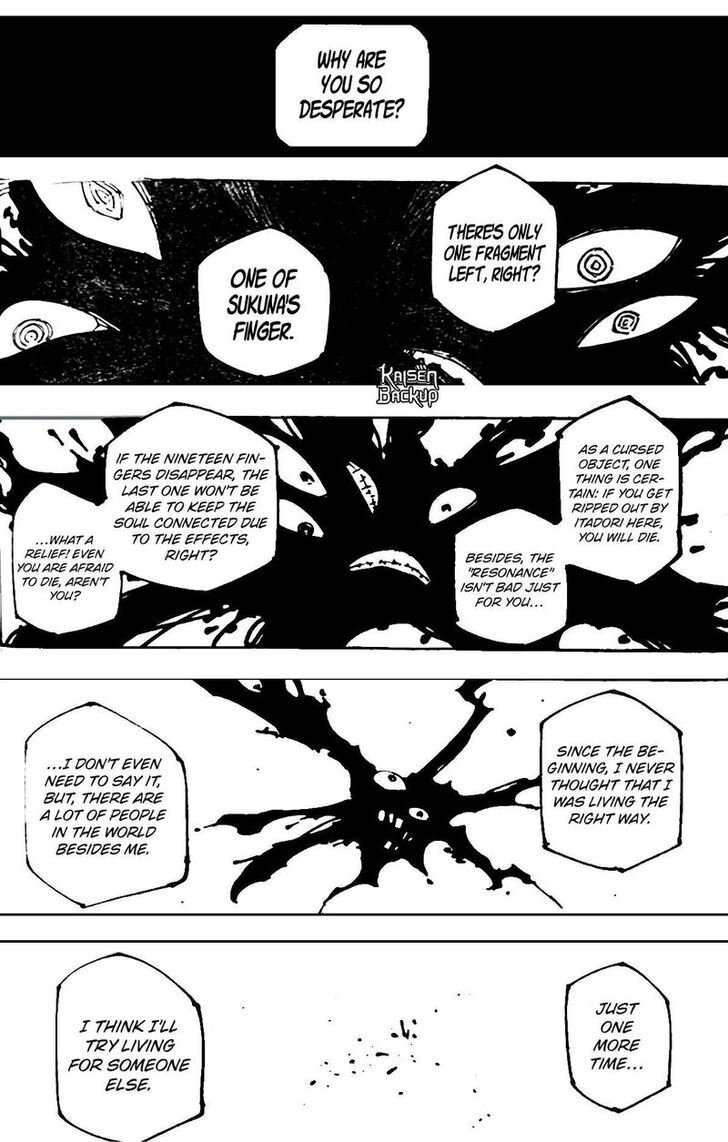 WHY ARE
YOU SO
DESPERATE?
THERE'S ONLY
ONE FRAGMENT
LEFT, RIGHT?
ONE OF
SUKUNA'S
FINGER.
KAISEN
BACKUP
AS A CURSED
OBJECT, ONE
THING IS CER-
TAIN: IF YOU GET
RIPPED OUT BY
ITADORI HERE,
YOU WILL DIE.
BESIDES, THE
"RESONANCE"
ISN'T BAD JUST
FOR YOU...
IF THE NINETEEN FIN-
GERS DISAPPEAR, THE
LAST ONE WON'T BE
ABLE TO KEEP THE
SOUL CONNECTED DUE
TO THE EFFECTS,
RIGHT?
...WHAT A
RELIEF! EVEN
YOU ARE AFRAID
TO DIE, AREN'T
YOU?
SINCE THE BE-
GINNING, I NEVER
THOUGHT THAT I
WAS LIVING THE
RIGHT WAY.
...I DON'T EVEN
NEED TO SAY IT,
BUT, THERE ARE
A LOT OF PEOPLE
IN THE WORLD
BESIDES ME.
JUST
ONE
MORE
TIME...
I THINK I'LL
TRY LIVING
FOR SOMEONE
ELSE.